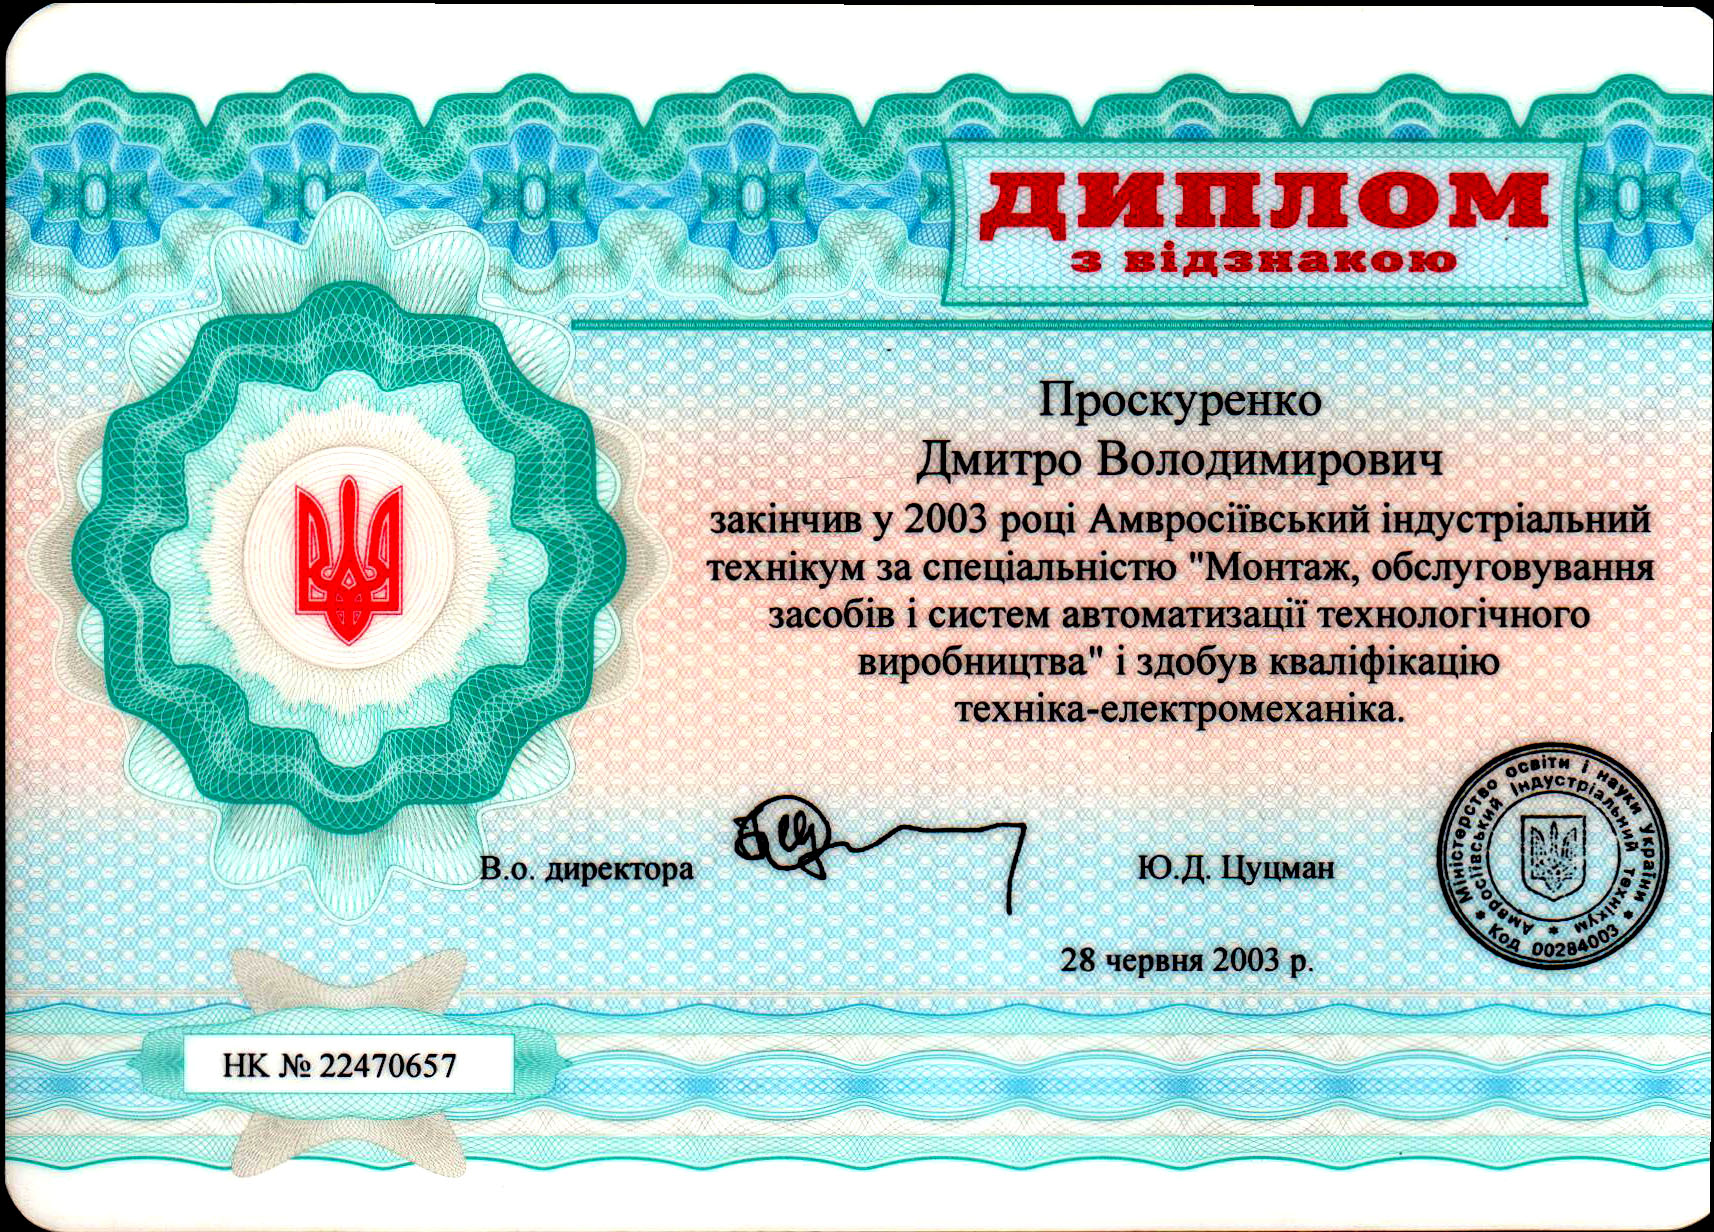 ДИПЛОМ
з відзнакою
Проскуренко
Дмитро Володимирович
закінчив у 2003 році Амвросіївський індустріальний
технікум за спеціальністю "Монтаж, обслуговування
засобів і систем автоматизації технологічного
виробництва" і здобув кваліфікацію
техніка-електромеханіка.
В.о. директора
Ю.Д. Цуцман
28 червня 2003 р.
Міністерство освіти і науки України
Амвросіївський Індустріальний технікум
Код 00284003
НК № 22470657